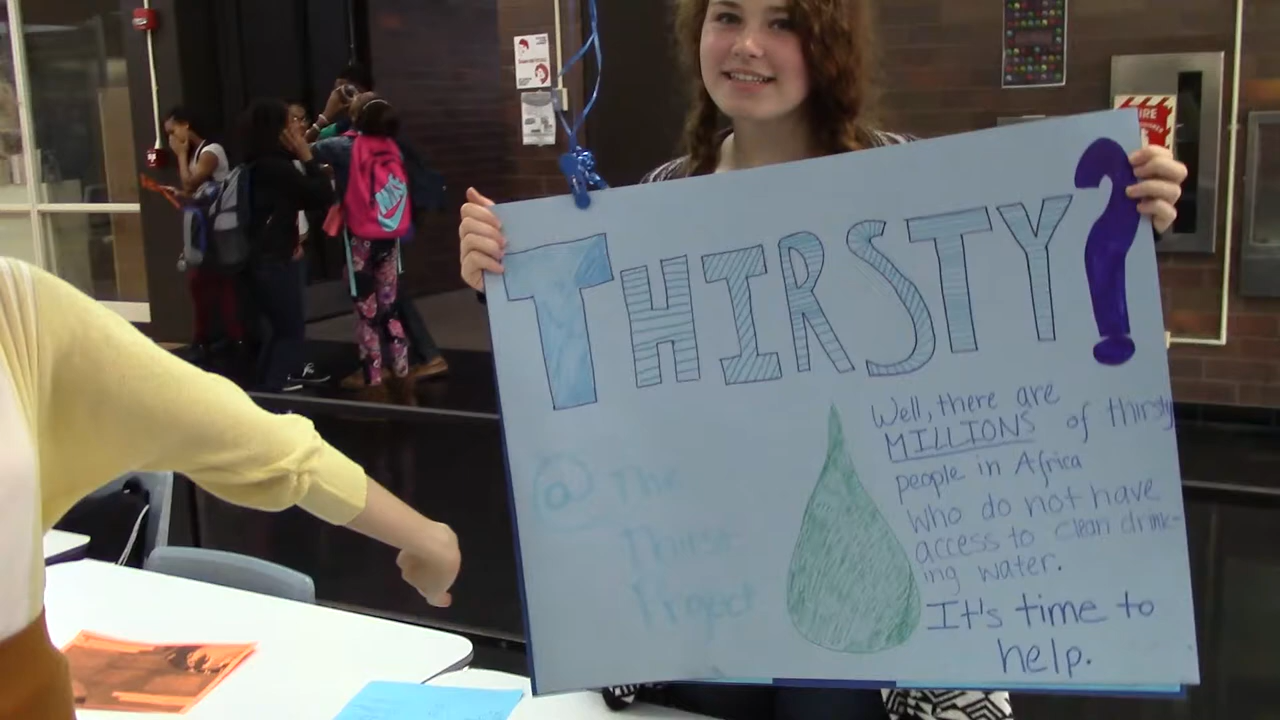 THIRSTY?
Well, there are
MILLIONS of thirsty
people in Africa
who do not have
access to clean drink-
ing water.
It's time to
help.
@ The
Thirst
Project
FIRE
NIKE